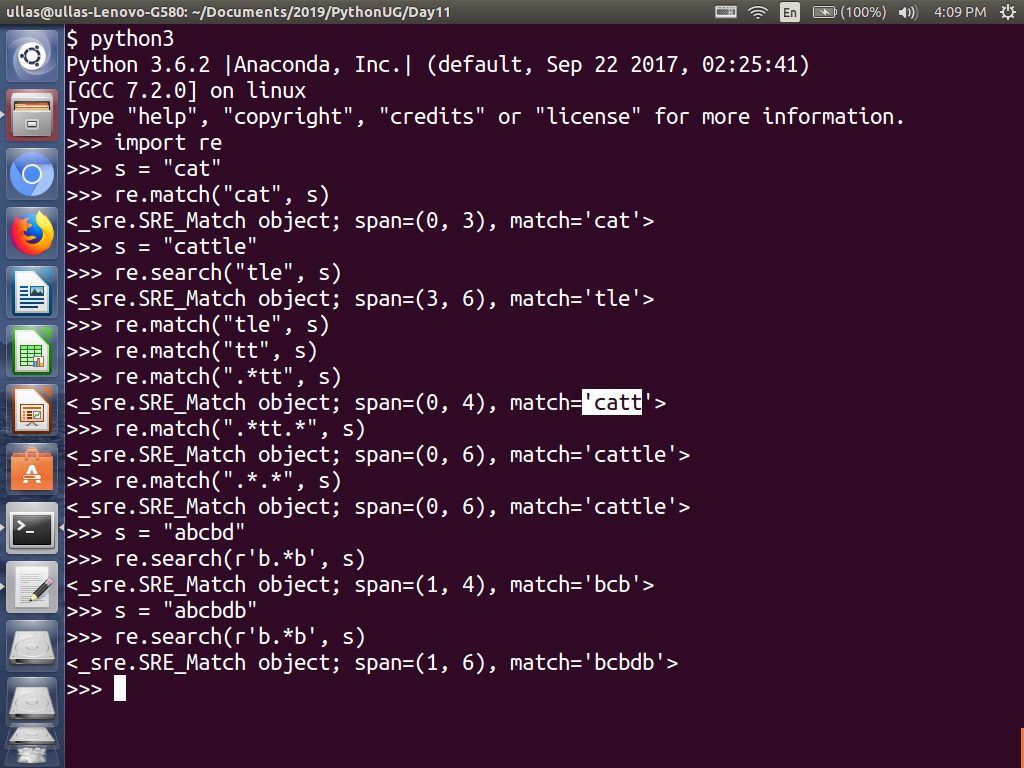 ullas@ullas-Lenovo-G580: ~/Documents/2019/PythonUG/Day11 En (100%) 4:09 PM
$ python3
Python 3.6.2 |Anaconda, Inc.| (default, Sep 22 2017, 02:25:41)
[GCC 7.2.0] on linux
Type "help", "copyright", "credits" or "license" for more information.
>>> import re
>>> s = "cat"
>>> re.match("cat", s)
<_sre.SRE_Match object; span=(0, 3), match='cat'>
>>> s = "cattle"
>>> re.search("tle", s)
<_sre.SRE_Match object; span=(3, 6), match='tle'>
>>> re.match("tle", s)
>>> re.match("tt", s)
>>> re.match(".*tt", s)
<_sre.SRE_Match object; span=(0, 4), match='catt'>
>>> re.match(".*tt.*", s)
<_sre.SRE_Match object; span=(0, 6), match='cattle'>
>>> re.match(".*.*", s)
<_sre.SRE_Match object; span=(0, 6), match='cattle'>
>>> s = "abcbd"
>>> re.search(r'b.*b', s)
<_sre.SRE_Match object; span=(1, 4), match='bcb'>
>>> s = "abcbdb"
>>> re.search(r'b.*b', s)
<_sre.SRE_Match object; span=(1, 6), match='bcbdb'>
>>>